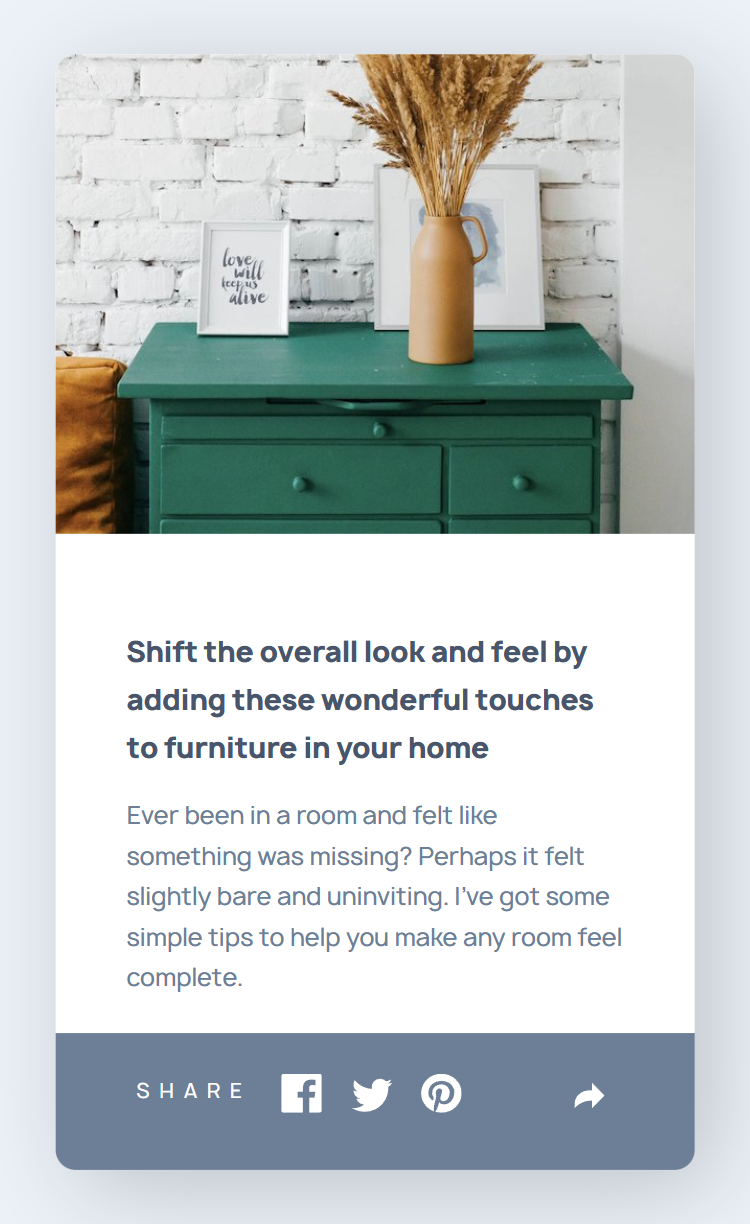 love
will
keep us
alive
Shift the overall look and feel by
adding these wonderful touches
to furniture in your home
Ever been in a room and felt like
something was missing? Perhaps it felt
slightly bare and uninviting. I’ve got some
simple tips to help you make any room feel
complete.
SHARE